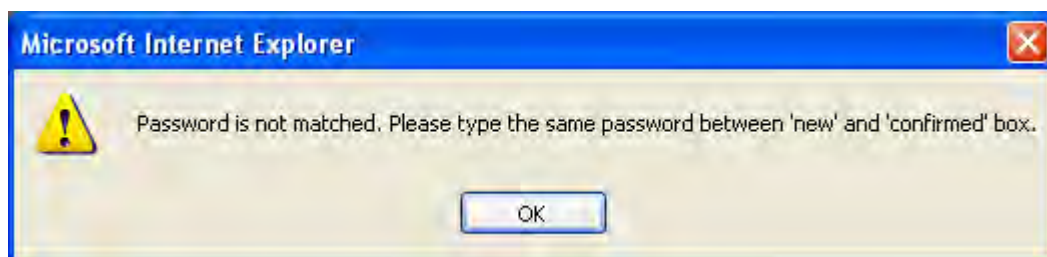 Microsoft Internet Explorer
Password is not matched. Please type the same password between 'new' and 'confirmed' box.
OK